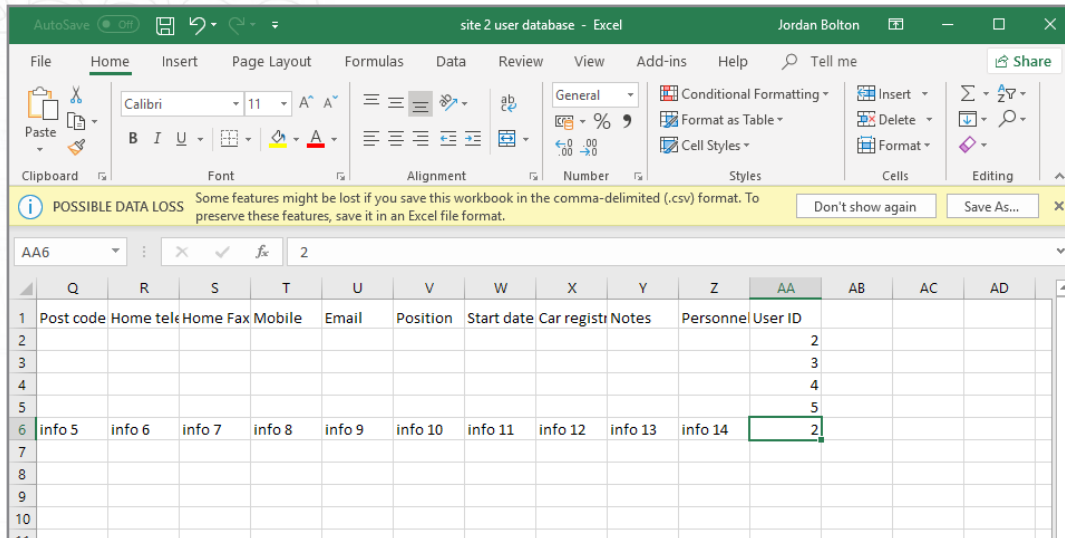 AutoSave Off site 2 user database - Excel Jordan Bolton
File Home Insert Page Layout Formulas Data Review View Add-ins Help Tell me Share
Paste
Calibri 11 A^ A˅
B I U A
ab
General
% 9
.00 .00
Conditional Formatting
Format as Table
Cell Styles
Insert
Delete
Format
Clipboard Font Alignment Number Styles Cells Editing
POSSIBLE DATA LOSS Some features might be lost if you save this workbook in the comma-delimited (.csv) format. To
preserve these features, save it in an Excel file format.
Don't show again Save As...
AA6 fx 2
Q R S T U V W X Y Z AA AB AC AD
1 Post code Home tele Home Fax Mobile Email Position Start date Car registr Notes Personnel User ID
2 2
3 3
4 4
5 5
6 info 5 info 6 info 7 info 8 info 9 info 10 info 11 info 12 info 13 info 14 2
7
8
9
10